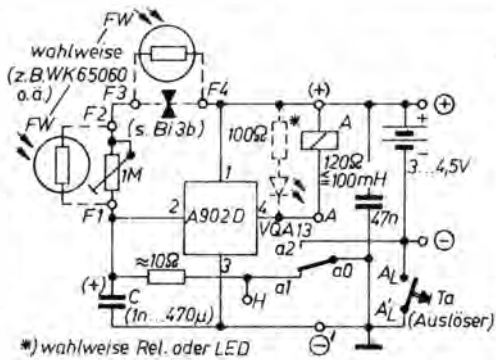 FW
wahlweise
(z.B. WK65060
o.ä.)
FW
F3
F4
(s. Bi 3b)
F2
1M
F1
100Ω
*
(+)
A
120Ω
≦100mH
+
−
3...4,5V
1
2
A902D
4
3
VQA13
A
47n
a2
⊕
⊖
≈10Ω
a1
a0
H
(+)
C
(1n...470µ)
AL
A'L
Ta
(Auslöser)
⊖'
*) wahlweise Rel. oder LED